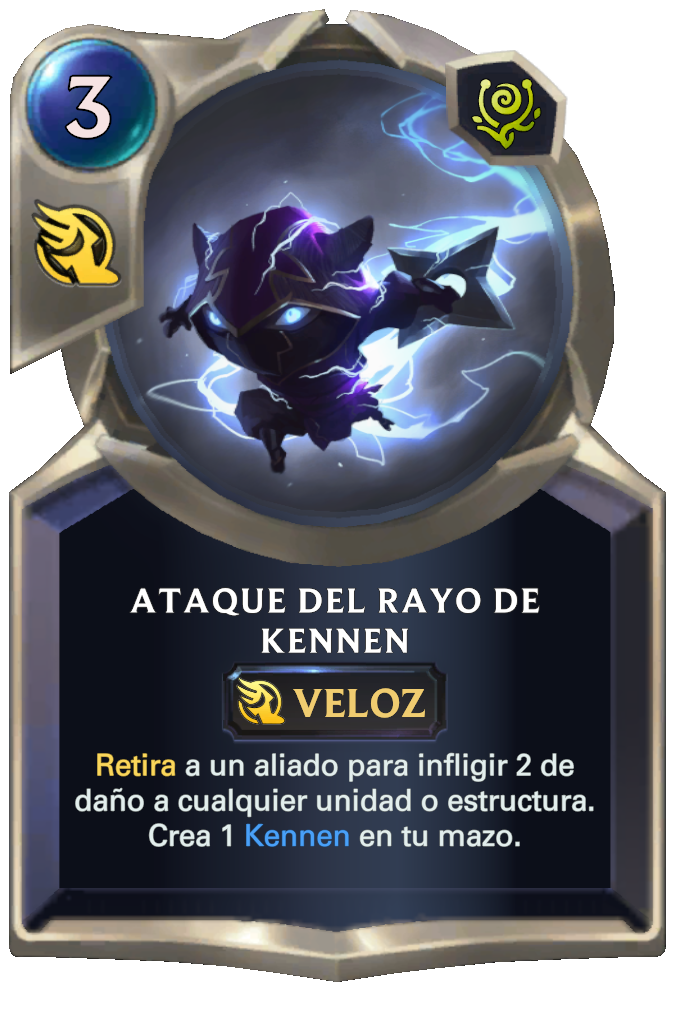 3
ATAQUE DEL RAYO DE
KENNEN
VELOZ
Retira a un aliado para infligir 2 de
daño a cualquier unidad o estructura.
Crea 1 Kennen en tu mazo.